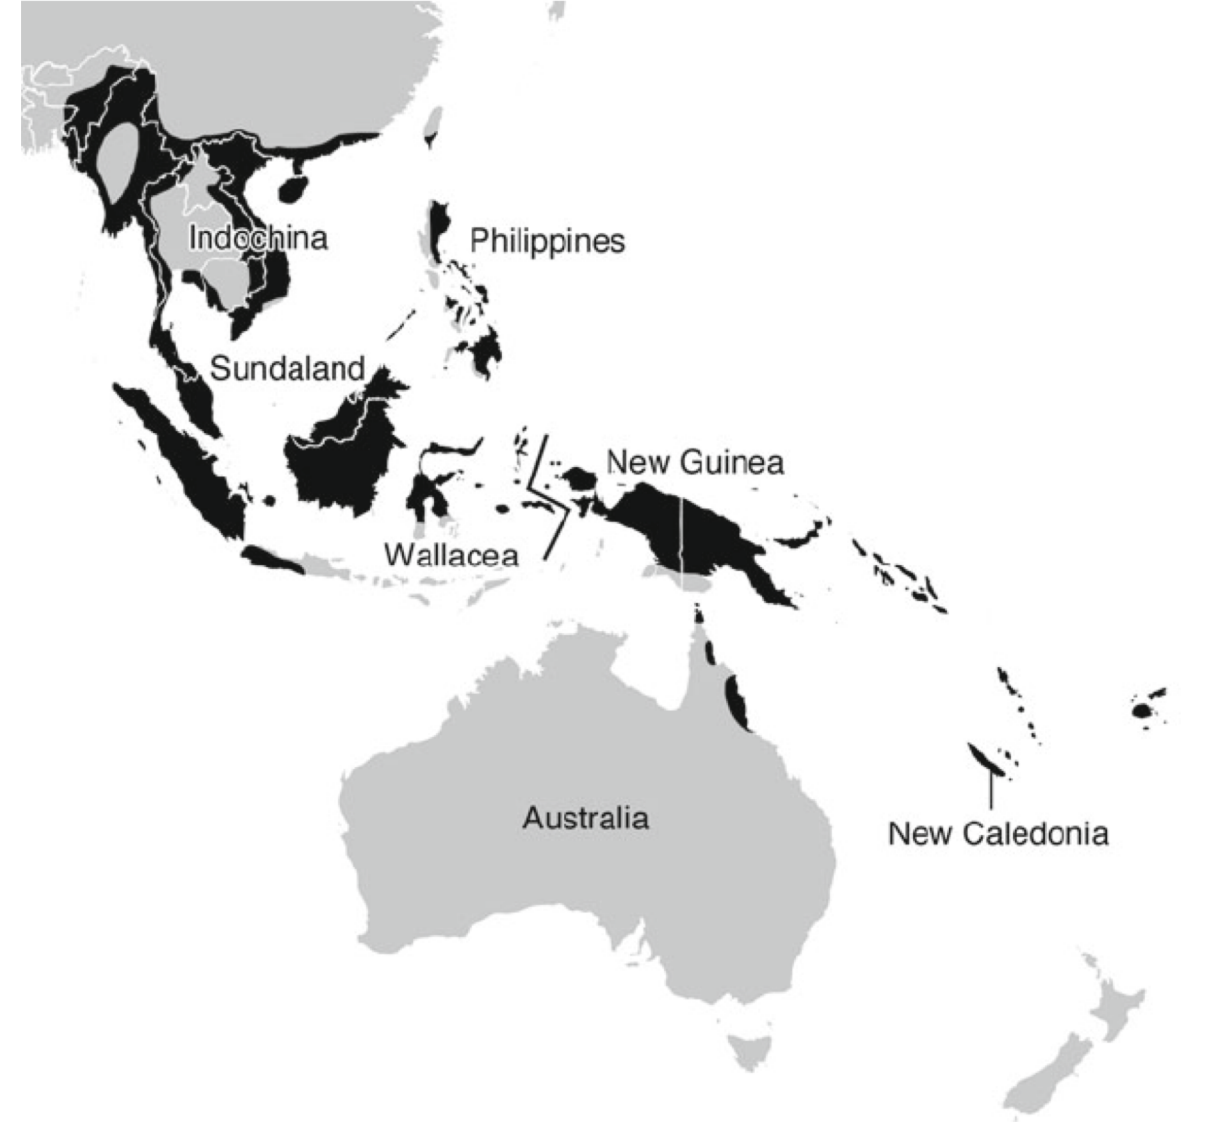 Indochina
Philippines
Sundaland
New Guinea
Wallacea
Australia
New Caledonia